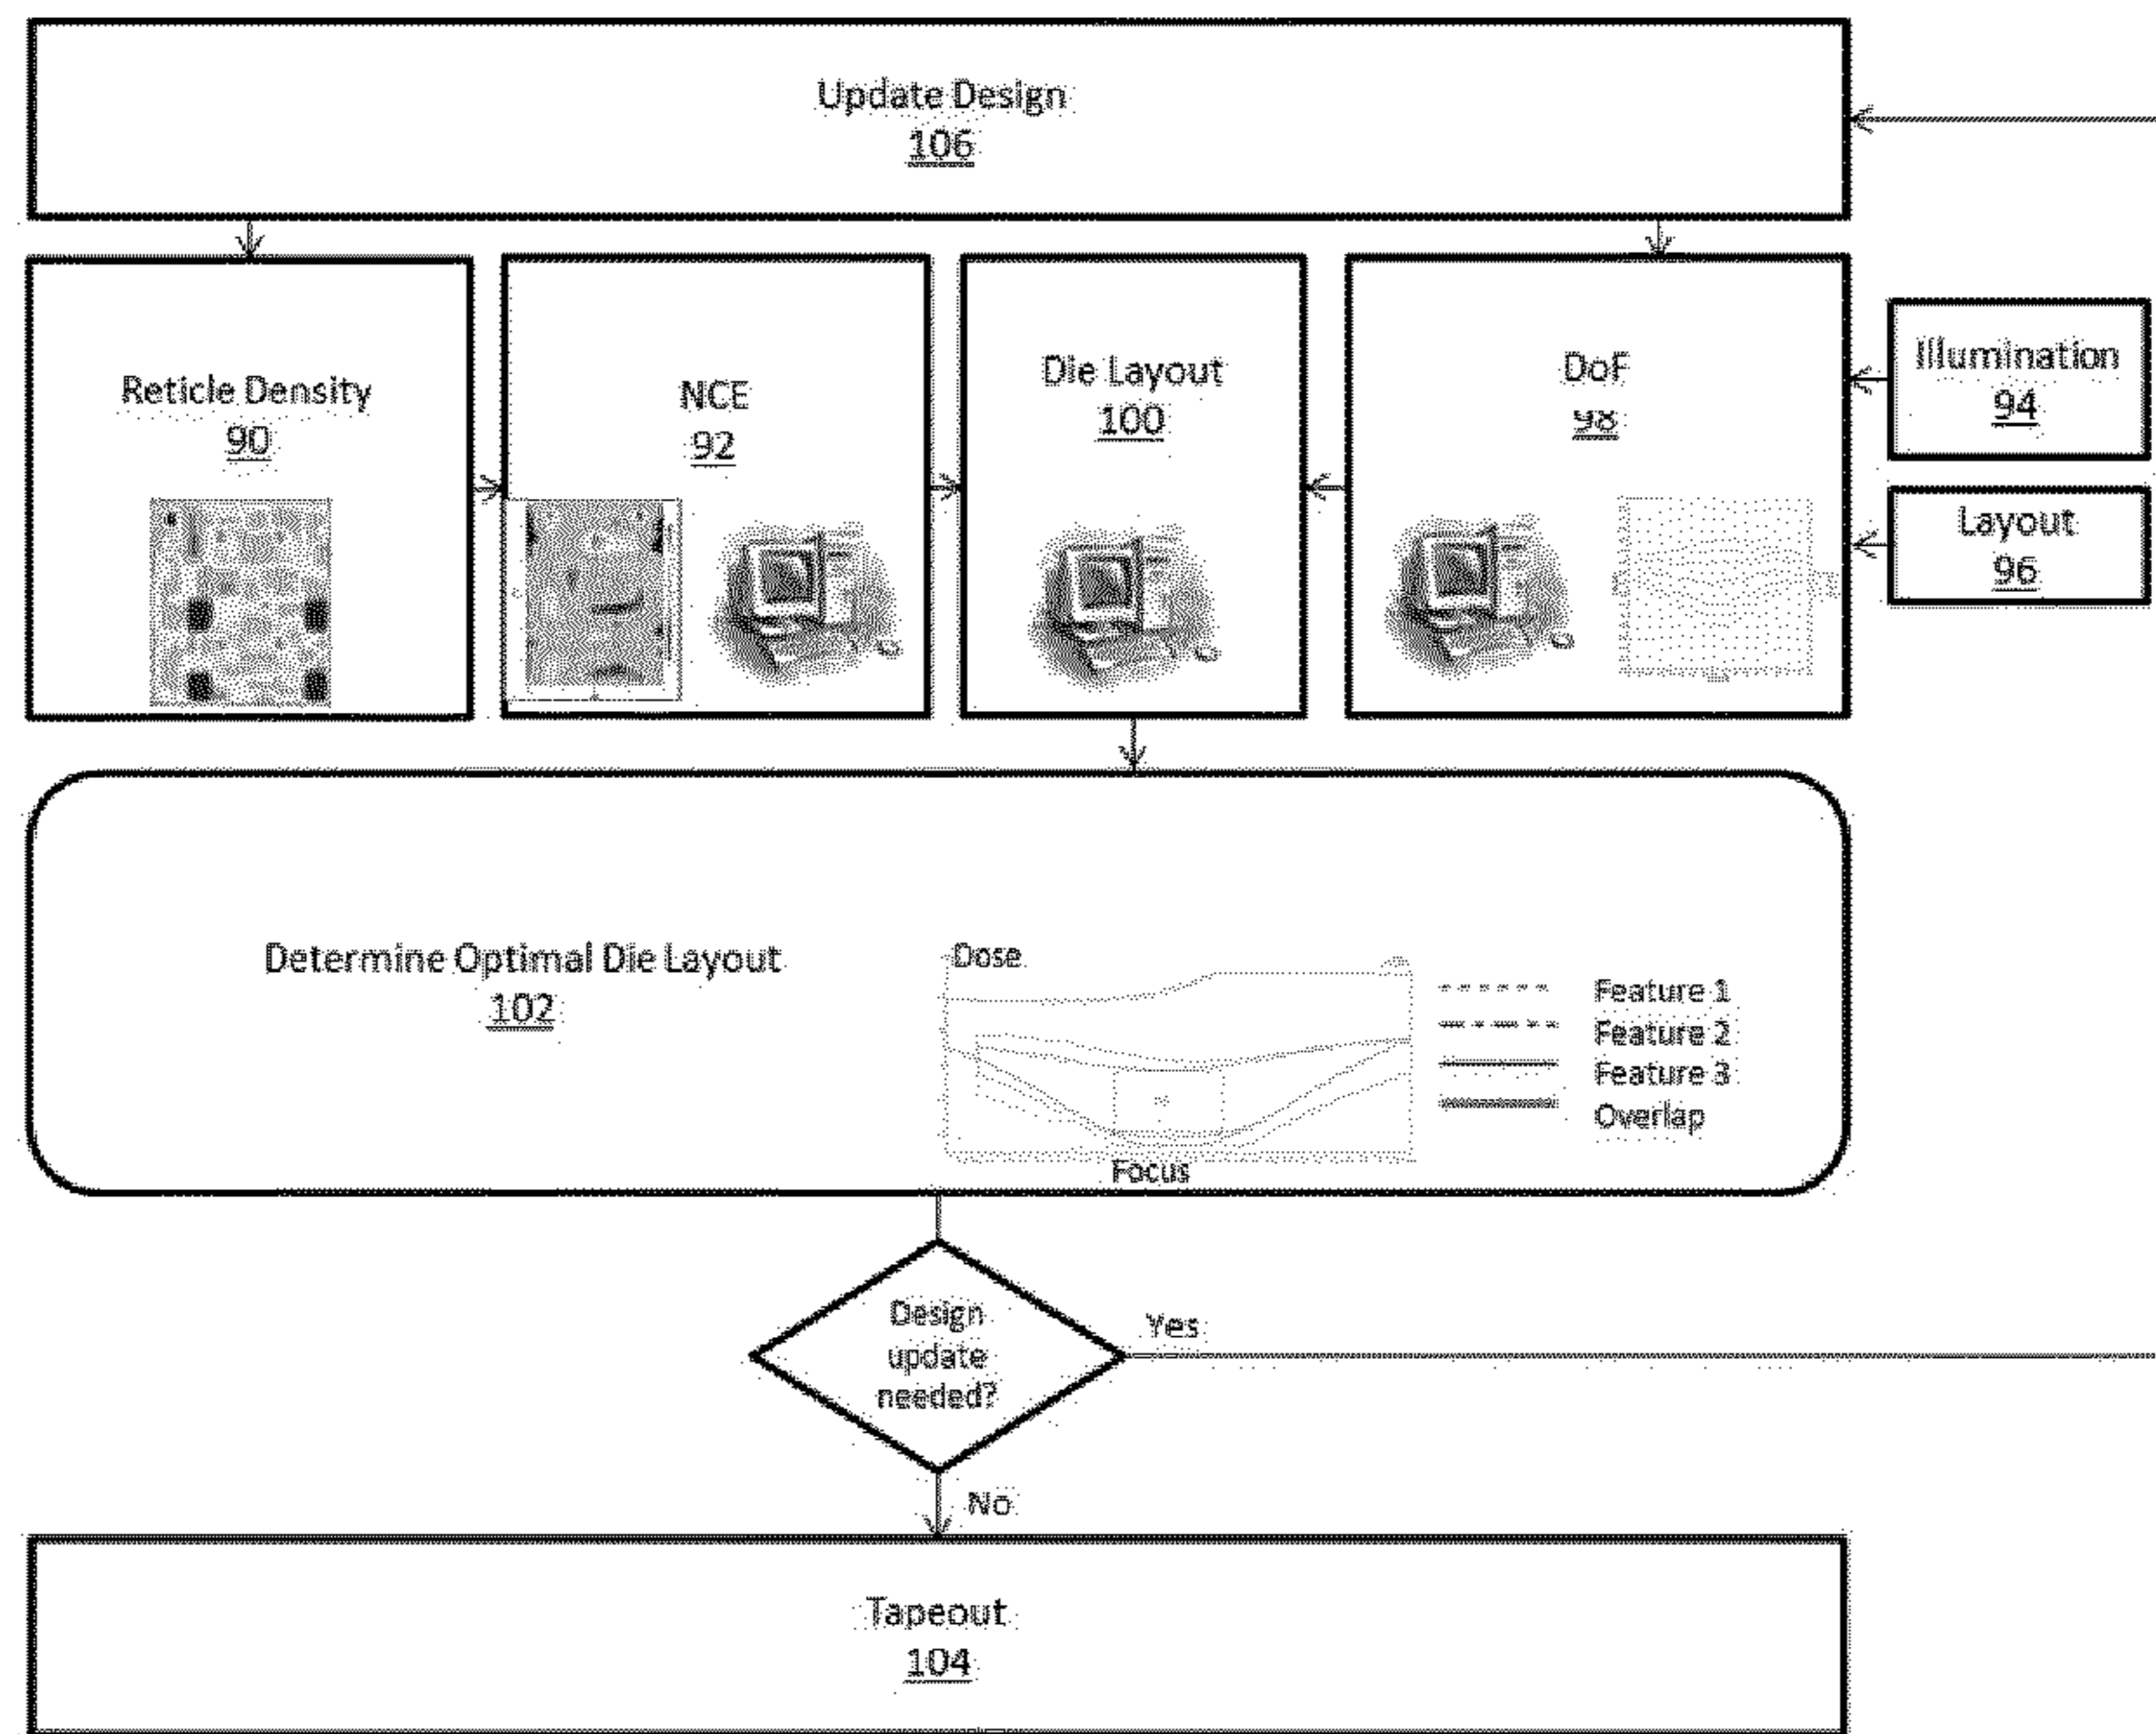 Update Design
106
Reticle Density
90
NCE
92
Die Layout
100
DoF
98
Illumination
94
Layout
96
Determine Optimal Die Layout
102
Dose
Focus
Feature 1
Feature 2
Feature 3
Overlap
Design
update
needed?
Yes
No
Tapeout
104